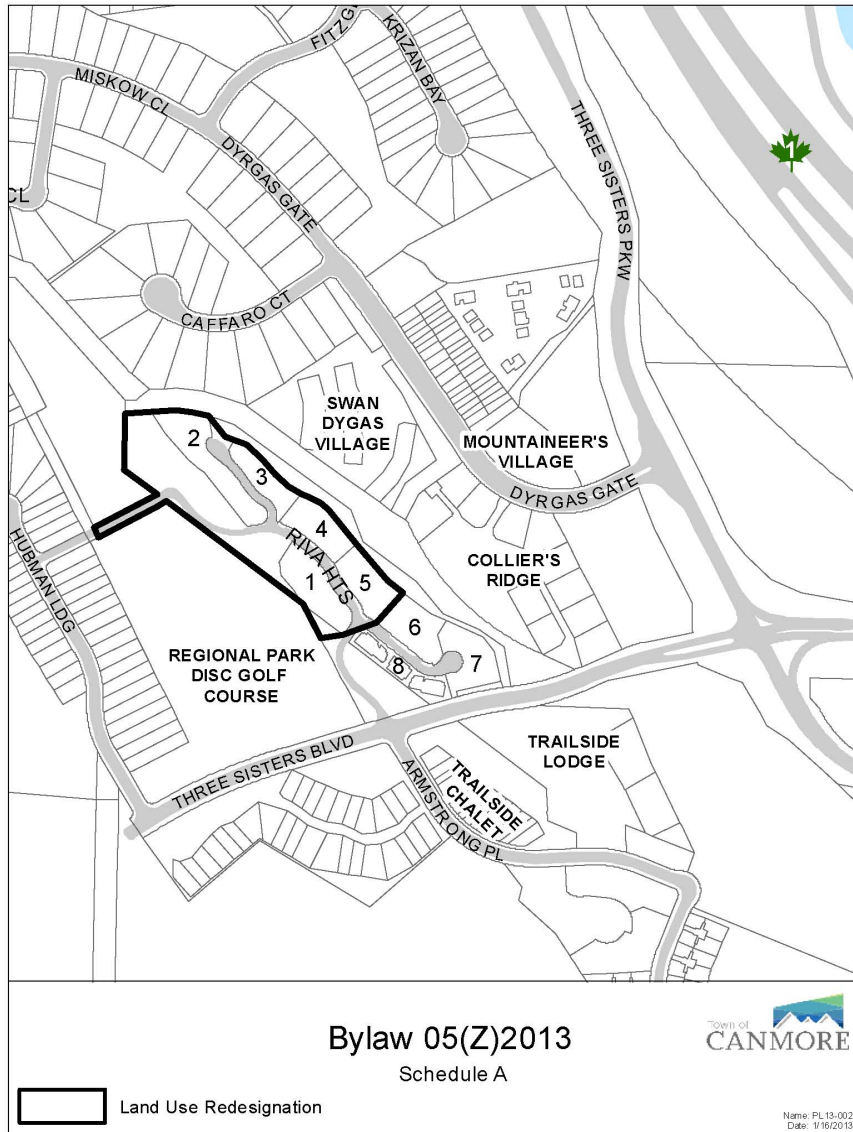 FITZG
KRIZAN BAY
MISKOW CL
DYRGAS GATE
THREE SISTERS PKW
1
CL
CAFFARO CT
SWAN
DYGAS
VILLAGE
MOUNTAINEER'S
VILLAGE
DYRGAS GATE
2
3
4
RIVA HTS
1
5
COLLIER'S
RIDGE
HUBMAN LDG
6
7
8
REGIONAL PARK
DISC GOLF
COURSE
THREE SISTERS BLVD
TRAILSIDE
LODGE
TRAILSIDE
CHALET
ARMSTRONG PL
Bylaw 05(Z)2013
Schedule A
Town of
CANMORE
Land Use Redesignation
Name: PL13-002
Date: 1/16/2013